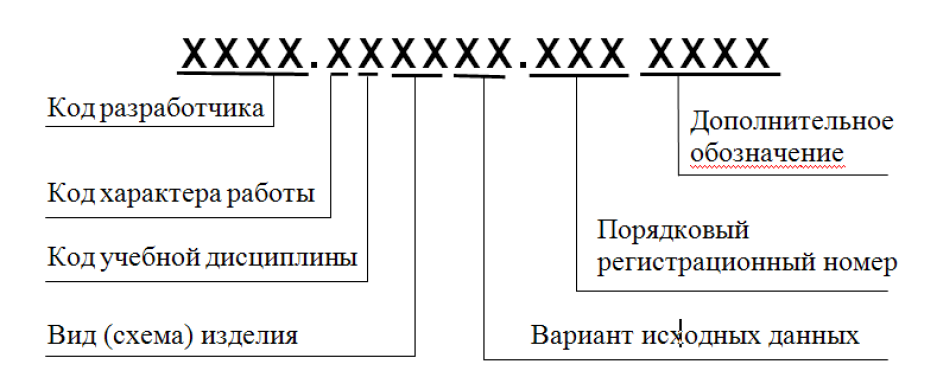 XXXX.XXXXXX.XXX XXXX
Код разработчика
Дополнительное
обозначение
Код характера работы
Порядковый
регистрационный номер
Код учебной дисциплины
Вид (схема) изделия
Вариант исходных данных